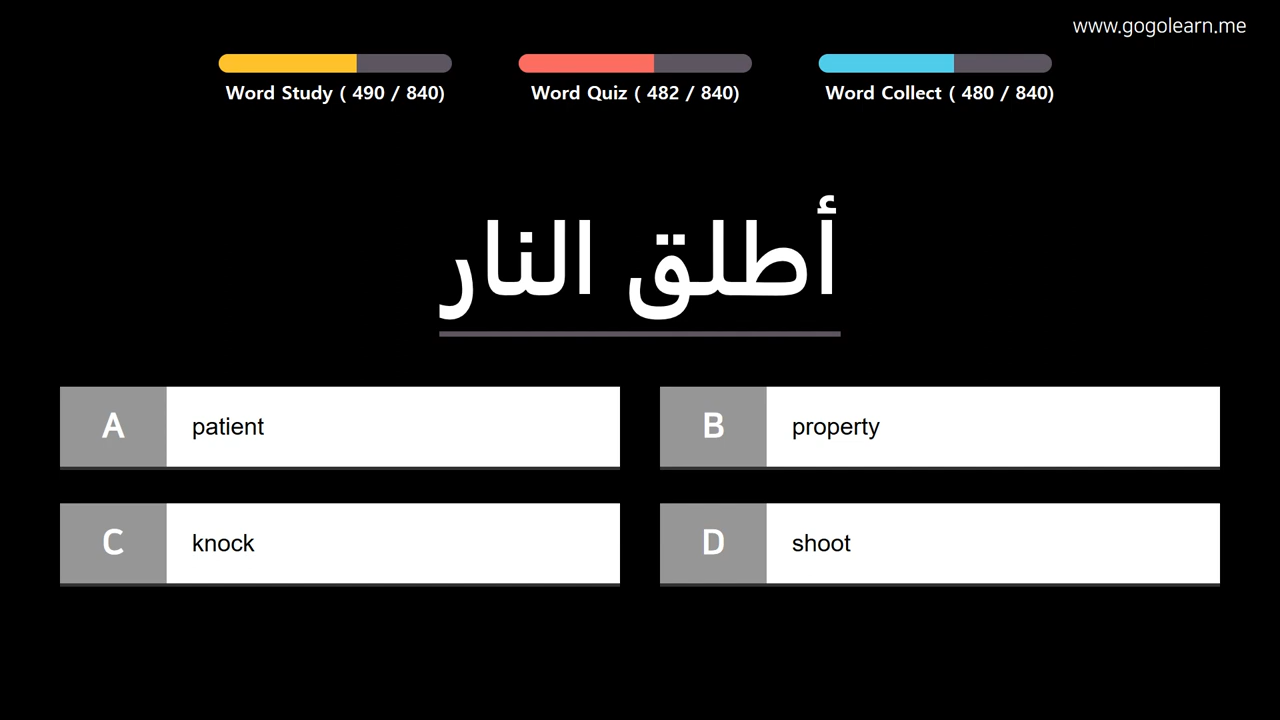 www.gogolearn.me
Word Study ( 490 / 840)
Word Quiz ( 482 / 840)
Word Collect ( 480 / 840)
أطلق النار
A patient
B property
C knock
D shoot